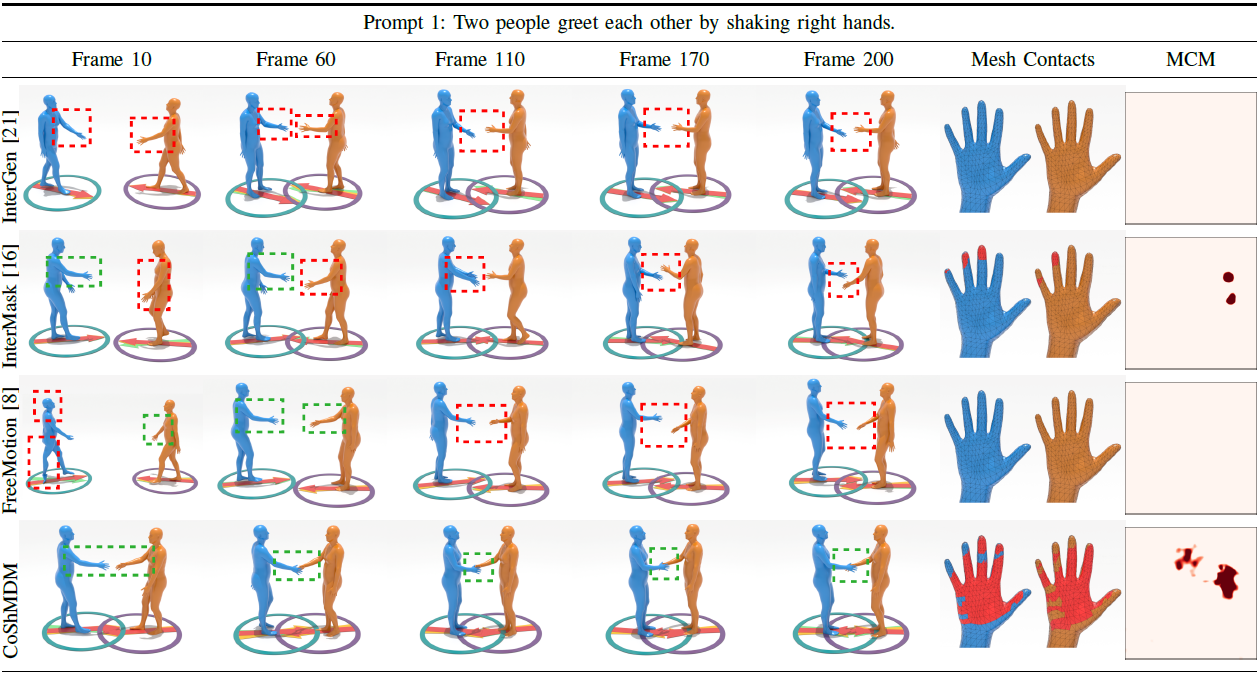 Prompt 1: Two people greet each other by shaking right hands.
Frame 10 Frame 60 Frame 110 Frame 170 Frame 200 Mesh Contacts MCM
InterGen [21]
InterMask [16]
FreeMotion [8]
CoShMDM